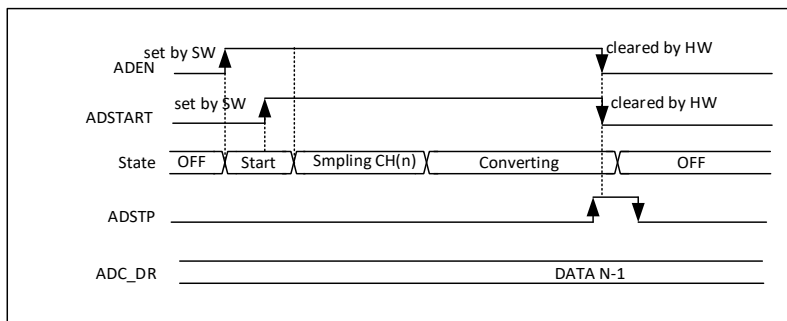 set by SW cleared by HW
ADEN
set by SW cleared by HW
ADSTART
State OFF Start Smpling CH(n) Converting OFF
ADSTP
ADC_DR DATA N-1